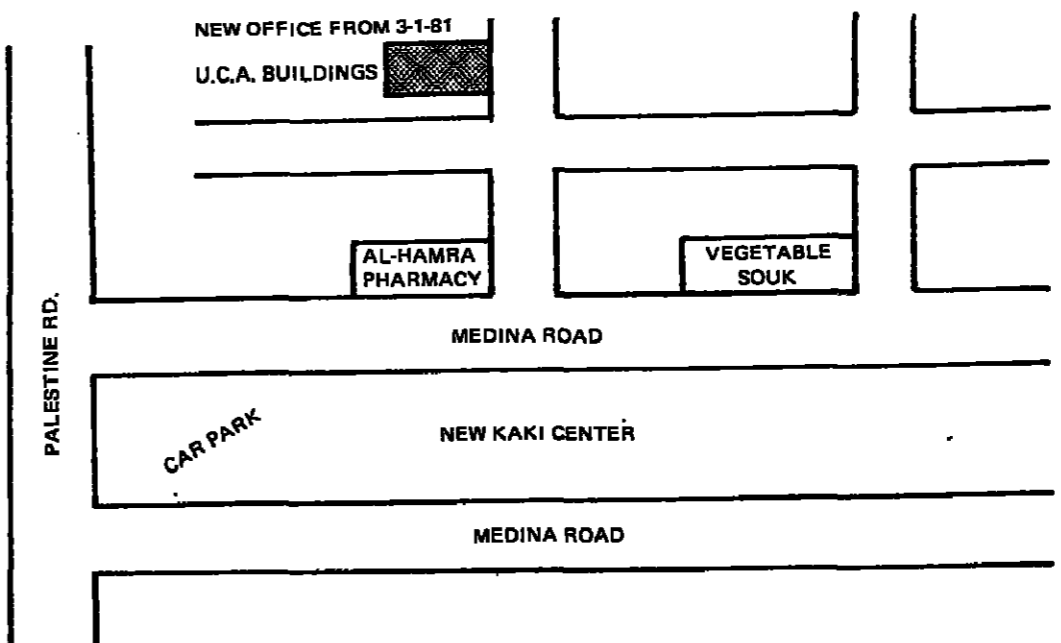 NEW OFFICE FROM 3-1-81
U.C.A. BUILDINGS
AL-HAMRA
PHARMACY
VEGETABLE
SOUK
PALESTINE RD.
MEDINA ROAD
CAR PARK
NEW KAKI CENTER
MEDINA ROAD